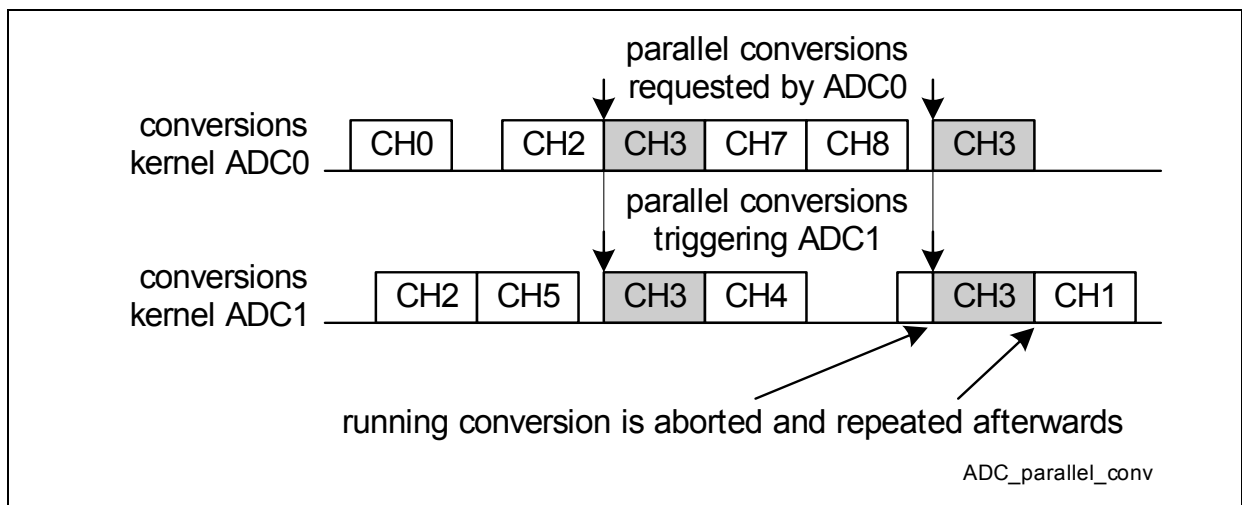 parallel conversions
requested by ADC0
conversions
kernel ADC0
CH0 CH2 CH3 CH7 CH8 CH3
parallel conversions
triggering ADC1
conversions
kernel ADC1
CH2 CH5 CH3 CH4 CH3 CH1
running conversion is aborted and repeated afterwards
ADC_parallel_conv